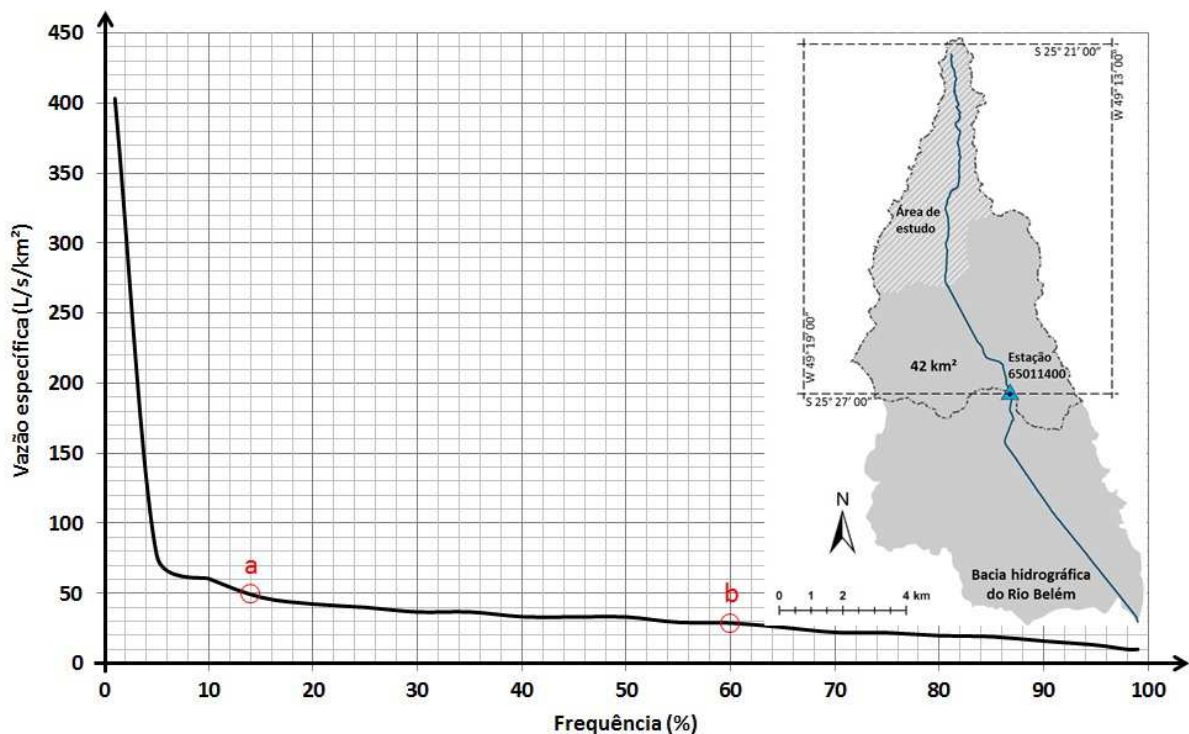 450
400
350
300
250
200
150
100
50
0
Vazão específica (L/s/km²)
0 10 20 30 40 50 60 70 80 90 100
Frequência (%)
a
b
S 25° 21' 00"
W 49° 13' 00"
Área de
estudo
W 49° 19' 00"
42 km²
Estação
65011400
S 25° 27' 00"
N
0 2 4 km
Bacia hidrográfica
do Rio Belém